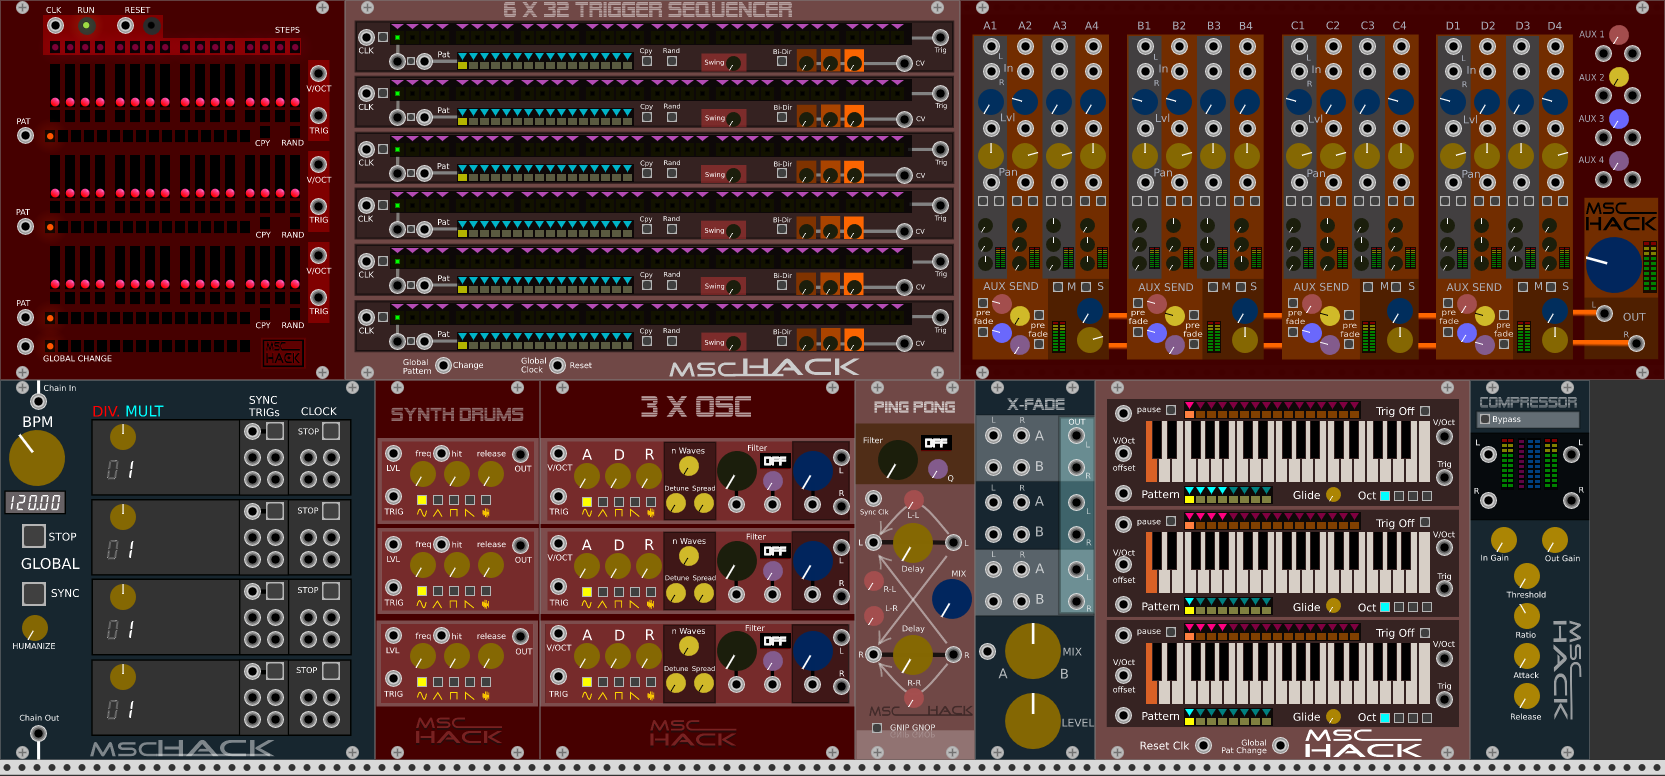 CLK RUN RESET
STEPS
V/OCT
TRIG
PAT
CPY RAND
V/OCT
TRIG
PAT
CPY RAND
V/OCT
TRIG
PAT
CPY RAND
GLOBAL CHANGE
MSC
HACK
6 X 32 TRIGGER SEQUENCER
CLK Trig
Pat Cpy Rand Swing Bi-Dir CV
CLK Trig
Pat Cpy Rand Swing Bi-Dir CV
CLK Trig
Pat Cpy Rand Swing Bi-Dir CV
CLK Trig
Pat Cpy Rand Swing Bi-Dir CV
CLK Trig
Pat Cpy Rand Swing Bi-Dir CV
CLK Trig
Pat Cpy Rand Swing Bi-Dir CV
Global Pattern Change Global Clock Reset
MSCHACK
A1 A2 A3 A4 B1 B2 B3 B4 C1 C2 C3 C4 D1 D2 D3 D4
L L L L
In In In In
R R R R
Lvl Lvl Lvl Lvl
Pan Pan Pan Pan
AUX SEND M S AUX SEND M S AUX SEND M S AUX SEND M S
pre fade pre fade pre fade pre fade pre fade pre fade pre fade pre fade
AUX 1
AUX 2
AUX 3
AUX 4
MSC
HACK
L
OUT
R
Chain In
BPM
120.00
STOP
GLOBAL
SYNC
HUMANIZE
Chain Out
DIV. MULT SYNC TRIGs CLOCK
STOP
1
STOP
1
STOP
1
STOP
1
MSCHACK
SYNTH DRUMS
freq hit release
LVL OUT
TRIG
freq hit release
LVL OUT
TRIG
freq hit release
LVL OUT
TRIG
MSC
HACK
3 X OSC
A D R n Waves Filter OFF L
V/OCT Detune Spread R
TRIG
A D R n Waves Filter OFF L
V/OCT Detune Spread R
TRIG
A D R n Waves Filter OFF L
V/OCT Detune Spread R
TRIG
MSC
HACK
PING PONG
Filter OFF
Q
Sync Clk L-L
L L
Delay
R-L MIX
L-R
Delay
R R
R-R
MSC HACK
GNIP GNOP
X-FADE
L R OUT
A L
B R
L R
A L
B R
L R
A L
B R
MIX
A B
LEVEL
pause Trig Off
V/Oct V/Oct
offset Trig
Pattern Glide Oct
pause Trig Off
V/Oct V/Oct
offset Trig
Pattern Glide Oct
pause Trig Off
V/Oct V/Oct
offset Trig
Pattern Glide Oct
Reset Clk Global Pat Change
MSC
HACK
COMPRESSOR
Bypass
L L
R R
In Gain Out Gain
Threshold
Ratio
Attack
Release
MSC
HACK